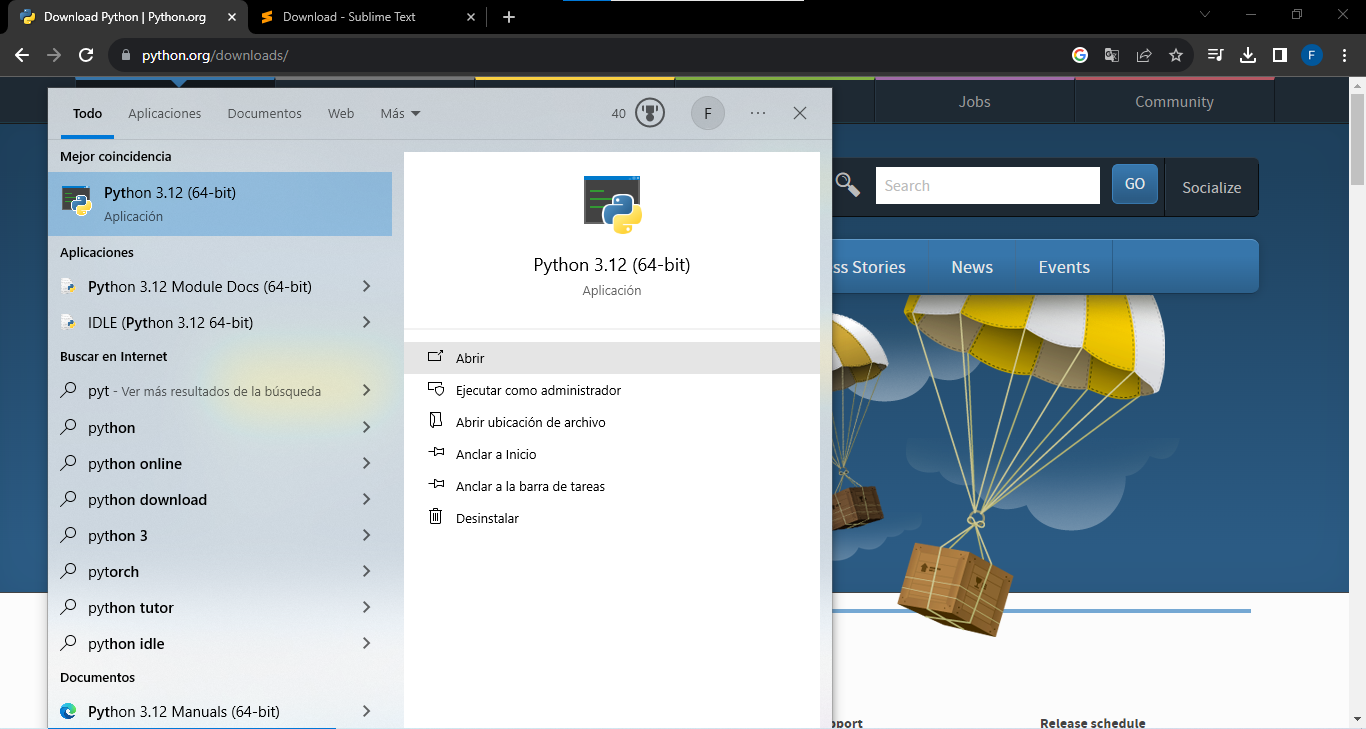 Download Python | Python.org
Download - Sublime Text
python.org/downloads/
F
Jobs
Community
Search
GO
Socialize
ss Stories
News
Events
Todo
Aplicaciones
Documentos
Web
Más
40
F
Mejor coincidencia
Python 3.12 (64-bit)
Aplicación
Aplicaciones
Python 3.12 Module Docs (64-bit)
IDLE (Python 3.12 64-bit)
Buscar en Internet
pyt - Ver más resultados de la búsqueda
python
python online
python download
python 3
pytorch
python tutor
python idle
Documentos
Python 3.12 Manuals (64-bit)
Python 3.12 (64-bit)
Aplicación
Abrir
Ejecutar como administrador
Abrir ubicación de archivo
Anclar a Inicio
Anclar a la barra de tareas
Desinstalar
pport
Release schedule